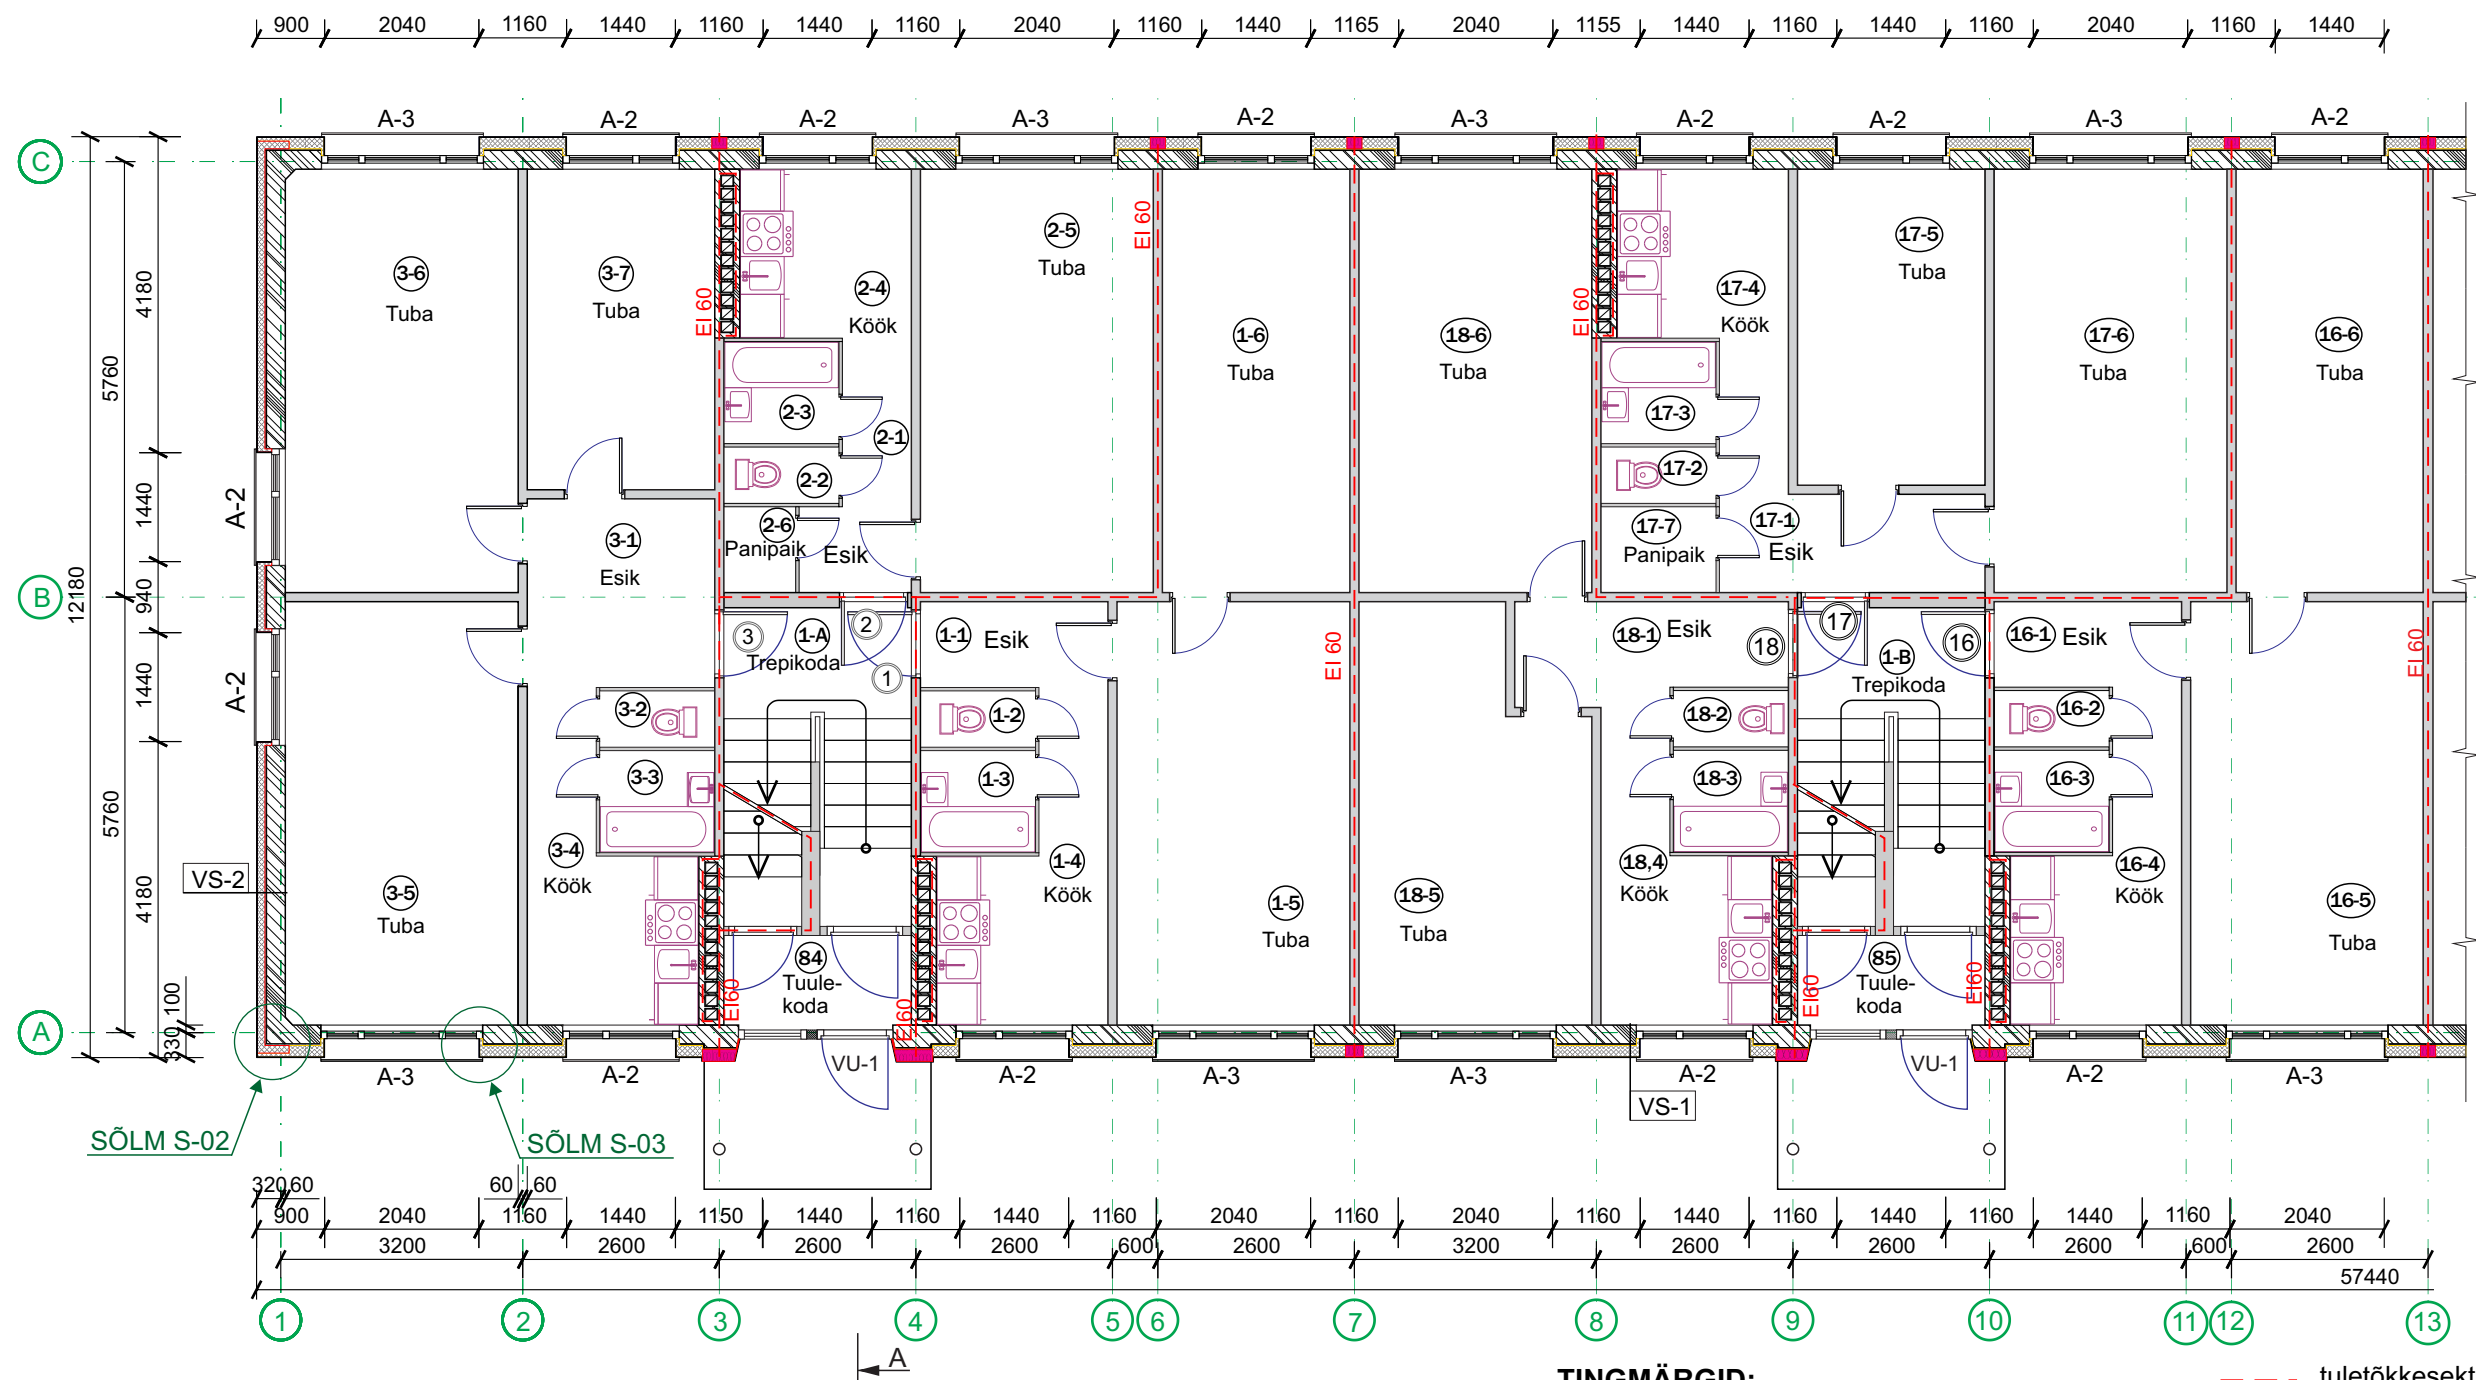 900 2040 1160 1440 1160 1440 1160 2040 1160 1440 1165 2040 1155 1440 1160 1440 1160 2040 1160 1440
A-3 A-2 A-2 A-3 A-2 A-3 A-2 A-2 A-3 A-2
C
B
A
12180
5760
5760
4180
1440
940
1440
4180
100
330
A-2
A-2
VS-2
3-6
Tuba
3-7
Tuba
EI 60
2-4
Köök
2-5
Tuba
EI 60
1-6
Tuba
18-6
Tuba
EI 60
17-4
Köök
17-5
Tuba
17-6
Tuba
16-6
Tuba
2-3
2-1
2-2
2-6
Panipaik
Esik
17-3
17-2
17-7
Panipaik
17-1
Esik
3-1
Esik
3
1-A
Trepikoda
2
1
1-1
Esik
EI 60
18-1
Esik
18
17
1-B
Trepikoda
16
16-1
Esik
EI 60
3-2
3-3
3-4
Köök
3-5
Tuba
1-2
1-3
1-4
Köök
1-5
Tuba
18-5
Tuba
18-2
18-3
18,4
Köök
16-2
16-3
16-4
Köök
16-5
Tuba
84
Tuule-
koda
EI60
EI60
85
Tuule-
koda
EI60
EI60
A-3 A-2 VU-1 A-2 A-3 A-3 A-2 VU-1 A-2 A-3
VS-1
SÕLM S-02
SÕLM S-03
320 60 60 60
900 2040 1160 1440 1150 1440 1160 1440 1160 2040 1160 2040 1160 1440 1160 1440 1160 1440 1160 2040
3200 2600 2600 2600 600 2600 3200 2600 2600 2600 600 2600
57440
1 2 3 4 5 6 7 8 9 10 11 12 13
A
TINGMÄRGID:
tuletõkkesekt